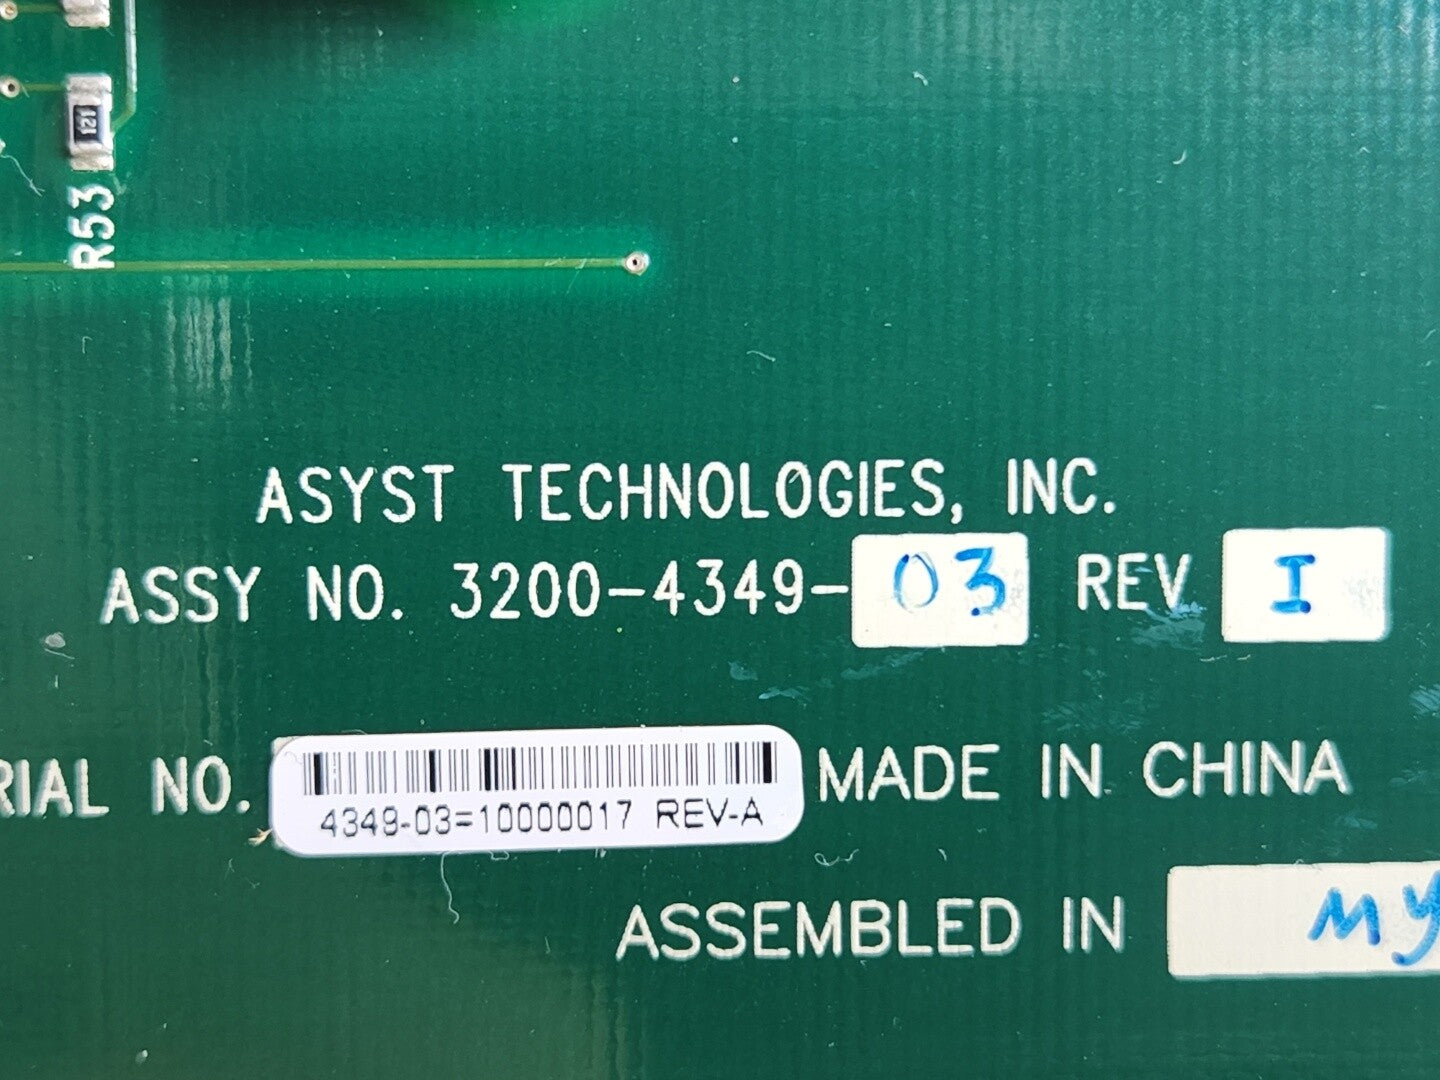 121
R53
ASYST TECHNOLOGIES, INC.
ASSY NO. 3200-4349-03 REV I
RIAL NO. 4349-03=10000017 REV-A MADE IN CHINA
ASSEMBLED IN MY